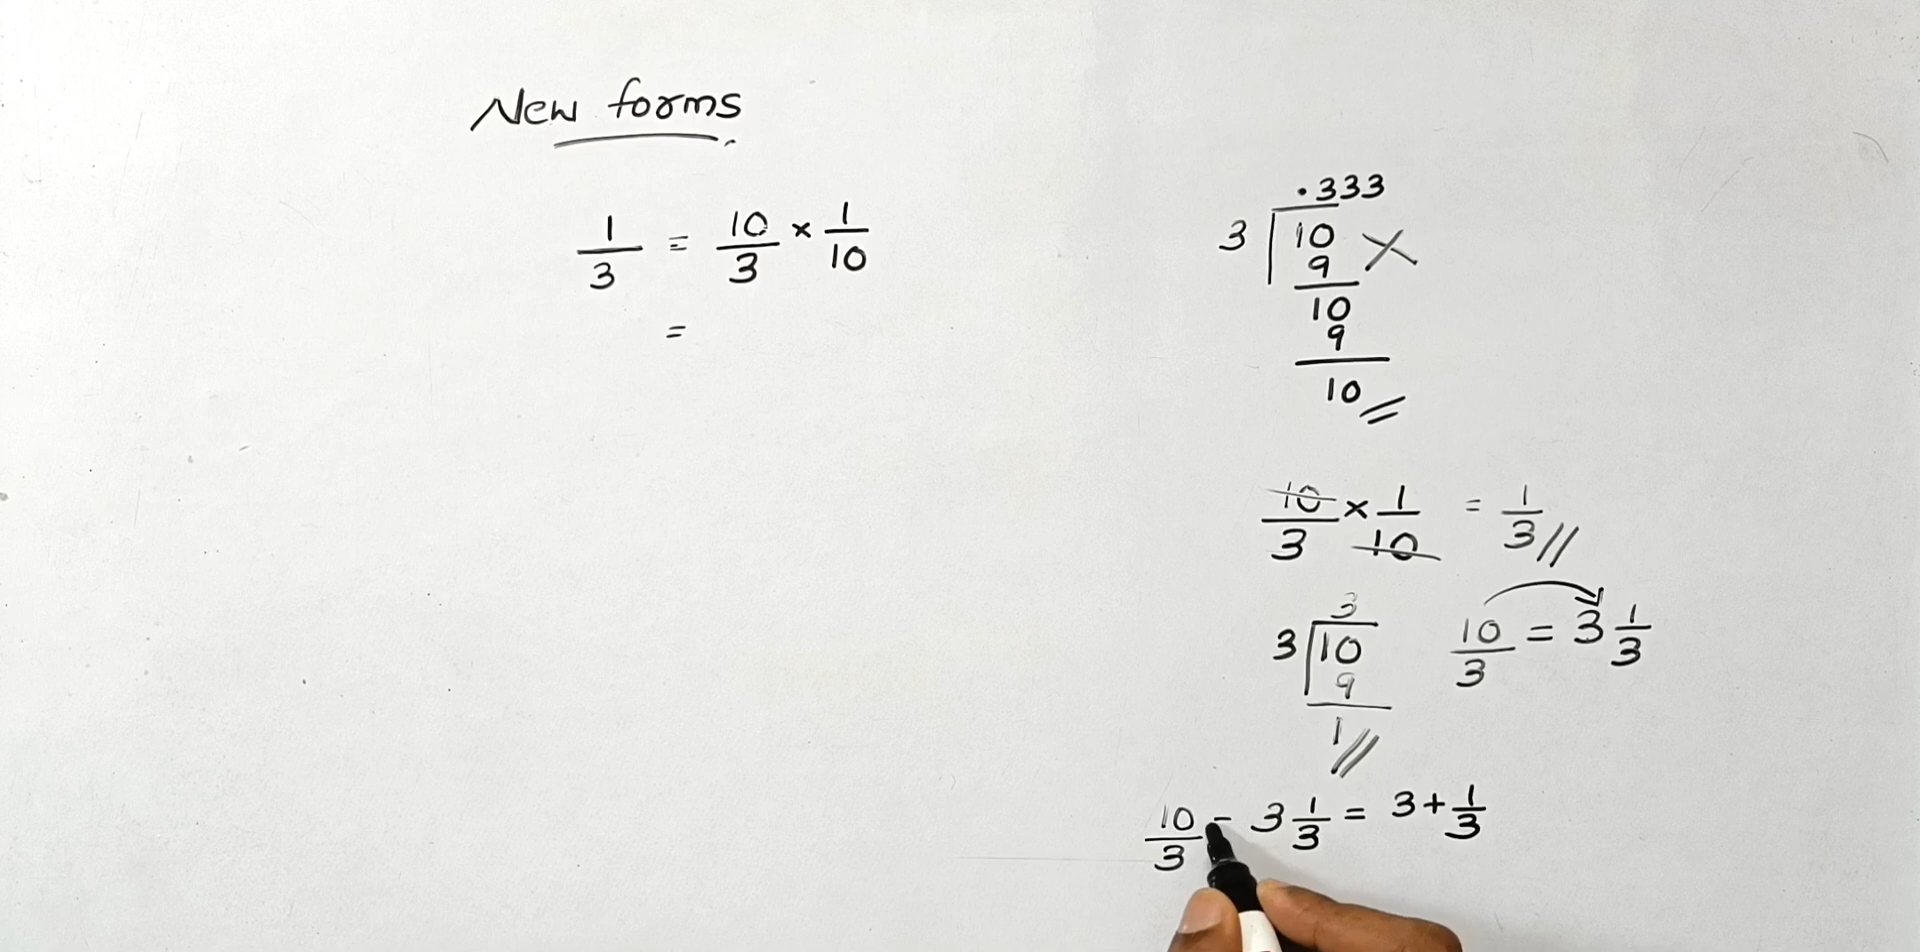 New forms
1/3 = 10/3 × 1/10
=
.333
3 10
9
10
9
10
10/3 × 1/10 = 1/3
3
3 10
9
1
10/3 = 3 1/3
10/3 = 3 1/3 = 3 + 1/3